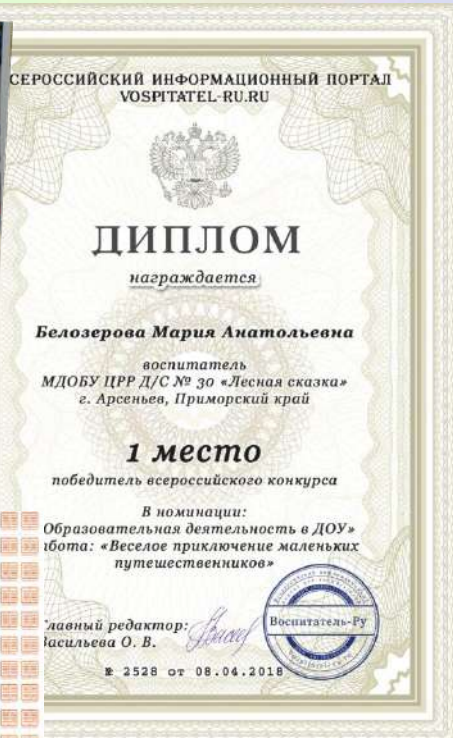 СЕРОССИЙСКИЙ ИНФОРМАЦИОННЫЙ ПОРТАЛ
VOSPITATEL-RU.RU
ДИПЛОМ
награждается
Белозерова Мария Анатольевна
воспитатель
МДОБУ ЦРР Д/С № 30 «Лесная сказка»
г. Арсеньев, Приморский край
1 место
победитель всероссийского конкурса
В номинации:
Образовательная деятельность в ДОУ»
абота: «Веселое приключение маленьких
путешественников»
Главный редактор:
Васильева О. В.
Воспитатель-Ру
№ 2528 от 08.04.2018